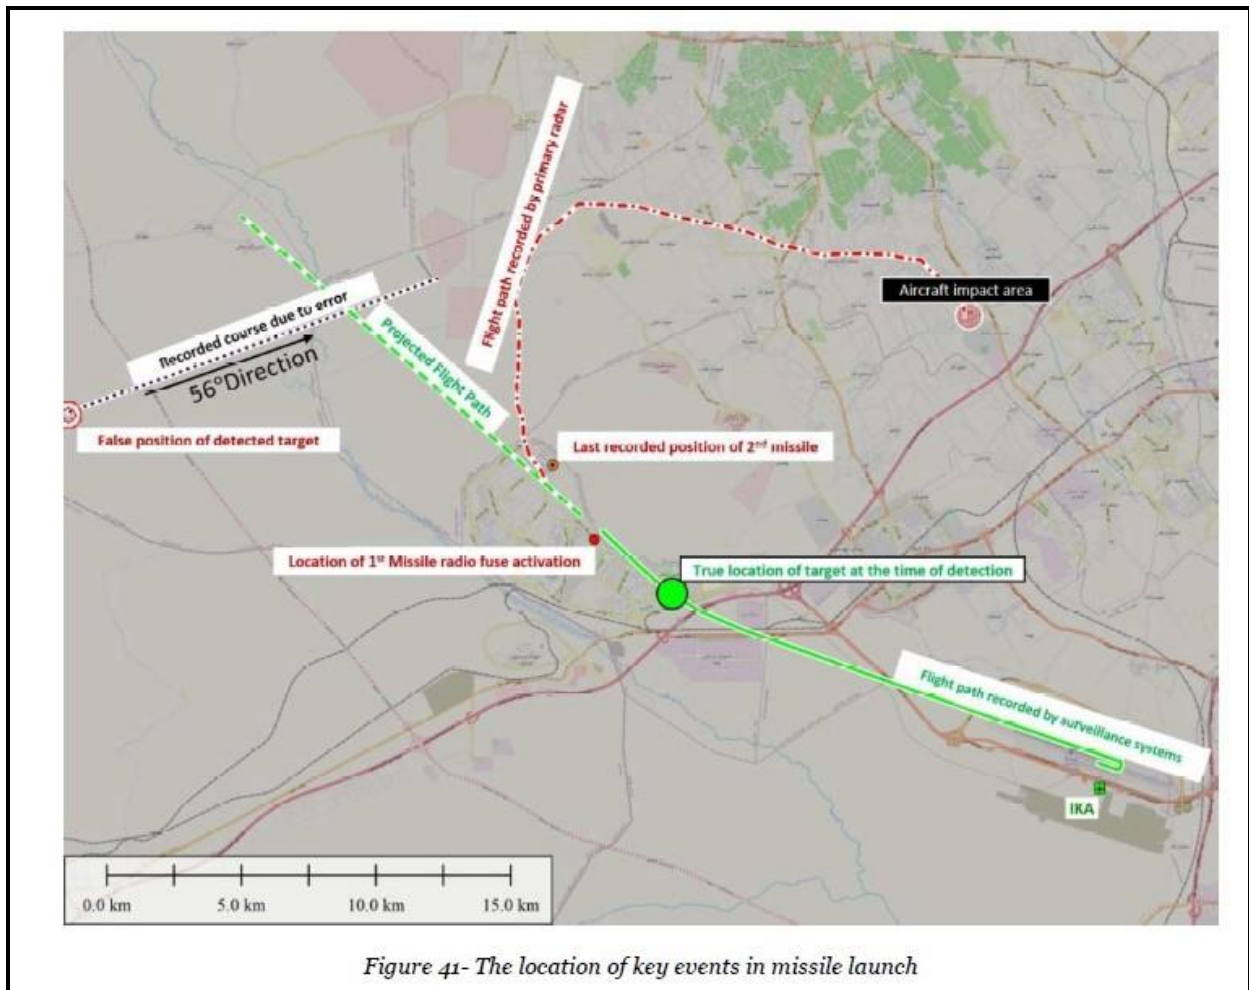 Flight path recorded by primary radar
Aircraft impact area
Recorded course due to error
56°Direction
Projected Flight Path
False position of detected target
Last recorded position of 2nd missile
Location of 1st Missile radio fuse activation
True location of target at the time of detection
Flight path recorded by surveillance systems
IKA
0.0 km 5.0 km 10.0 km 15.0 km
Figure 41- The location of key events in missile launch